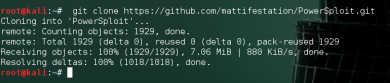 root@kali:~# git clone https://github.com/mattifestation/PowerSploit.git
Cloning into 'PowerSploit'...
remote: Counting objects: 1929, done.
remote: Total 1929 (delta 0), reused 0 (delta 0), pack-reused 1929
Receiving objects: 100% (1929/1929), 7.06 MiB | 880 KiB/s, done.
Resolving deltas: 100% (1018/1018), done.
root@kali:~#